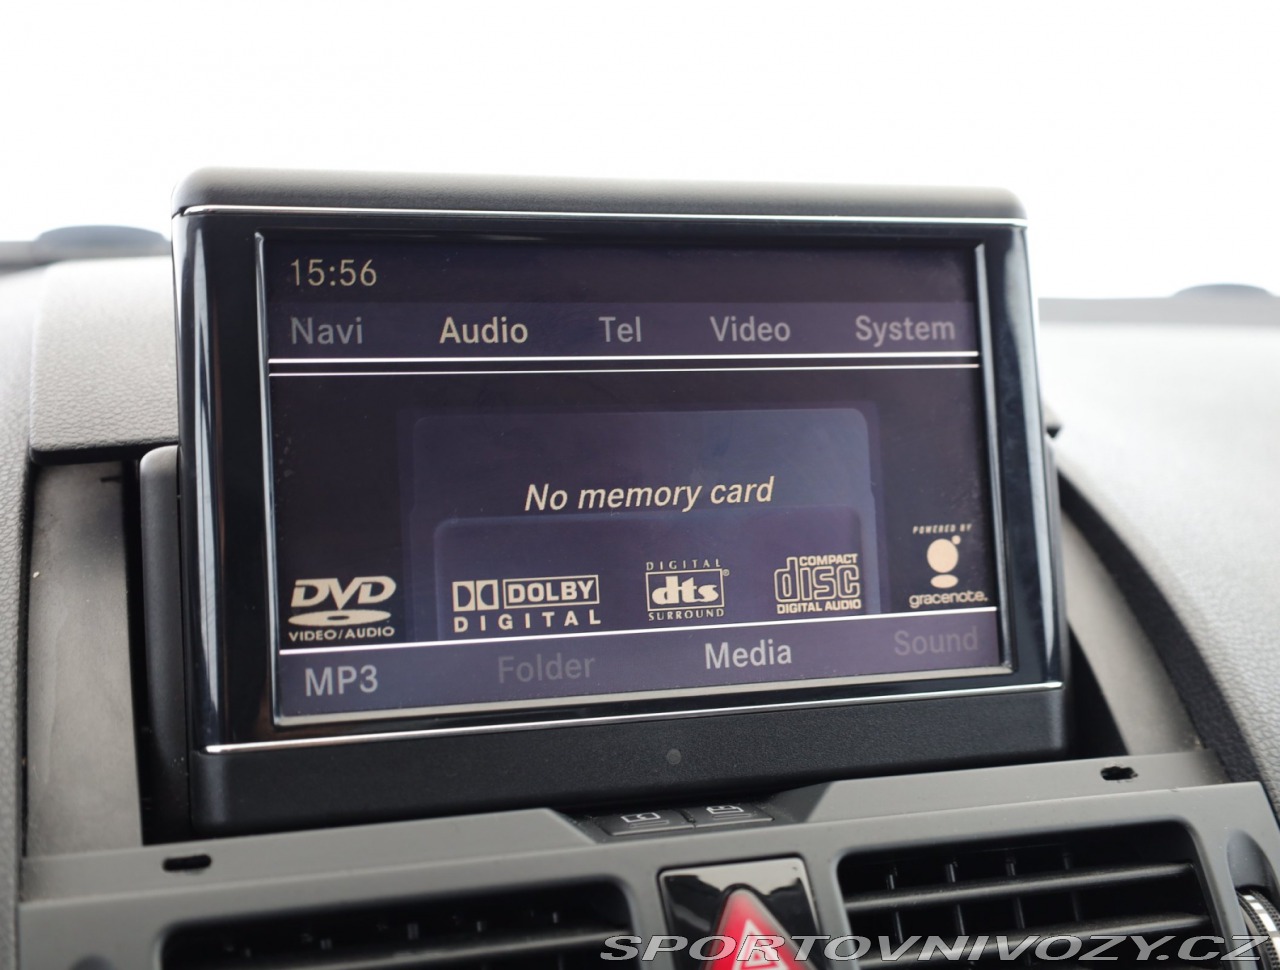 15:56
Navi Audio Tel Video System
No memory card
POWERED BY
gracenote.
DVD
VIDEO/AUDIO
DOLBY
DIGITAL
DIGITAL
dts®
SURROUND
COMPACT
disc
DIGITAL AUDIO
MP3 Folder Media Sound
SPORTOVNIVOZY.CZ